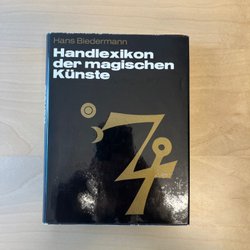 Hans Biedermann
Handlexikon
der magischen
Künste